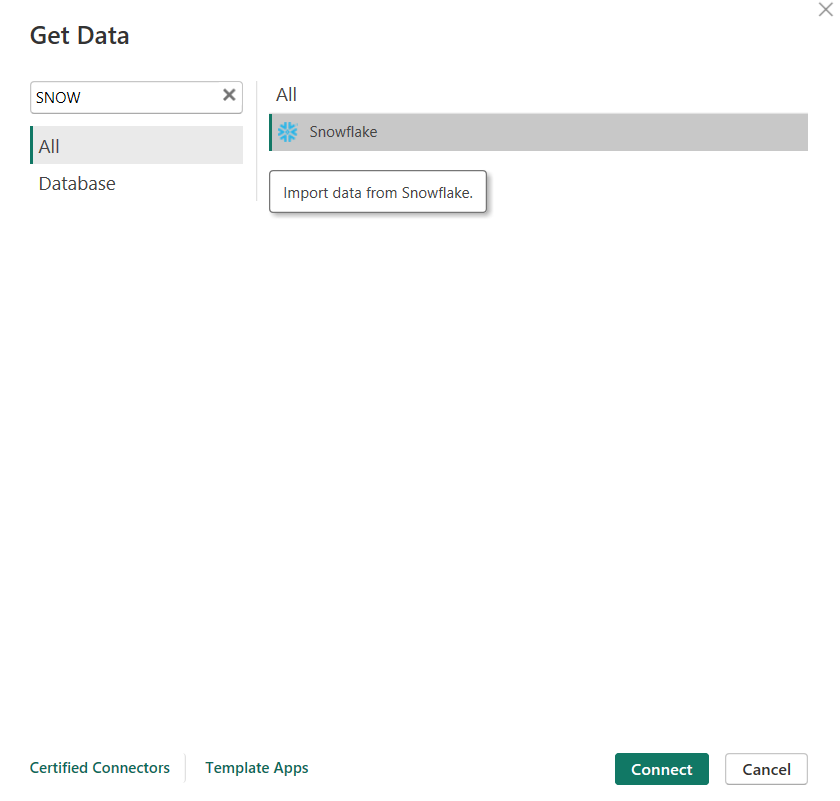 Get Data
SNOW
All
Database
All
Snowflake
Import data from Snowflake.
Certified Connectors
Template Apps
Connect
Cancel